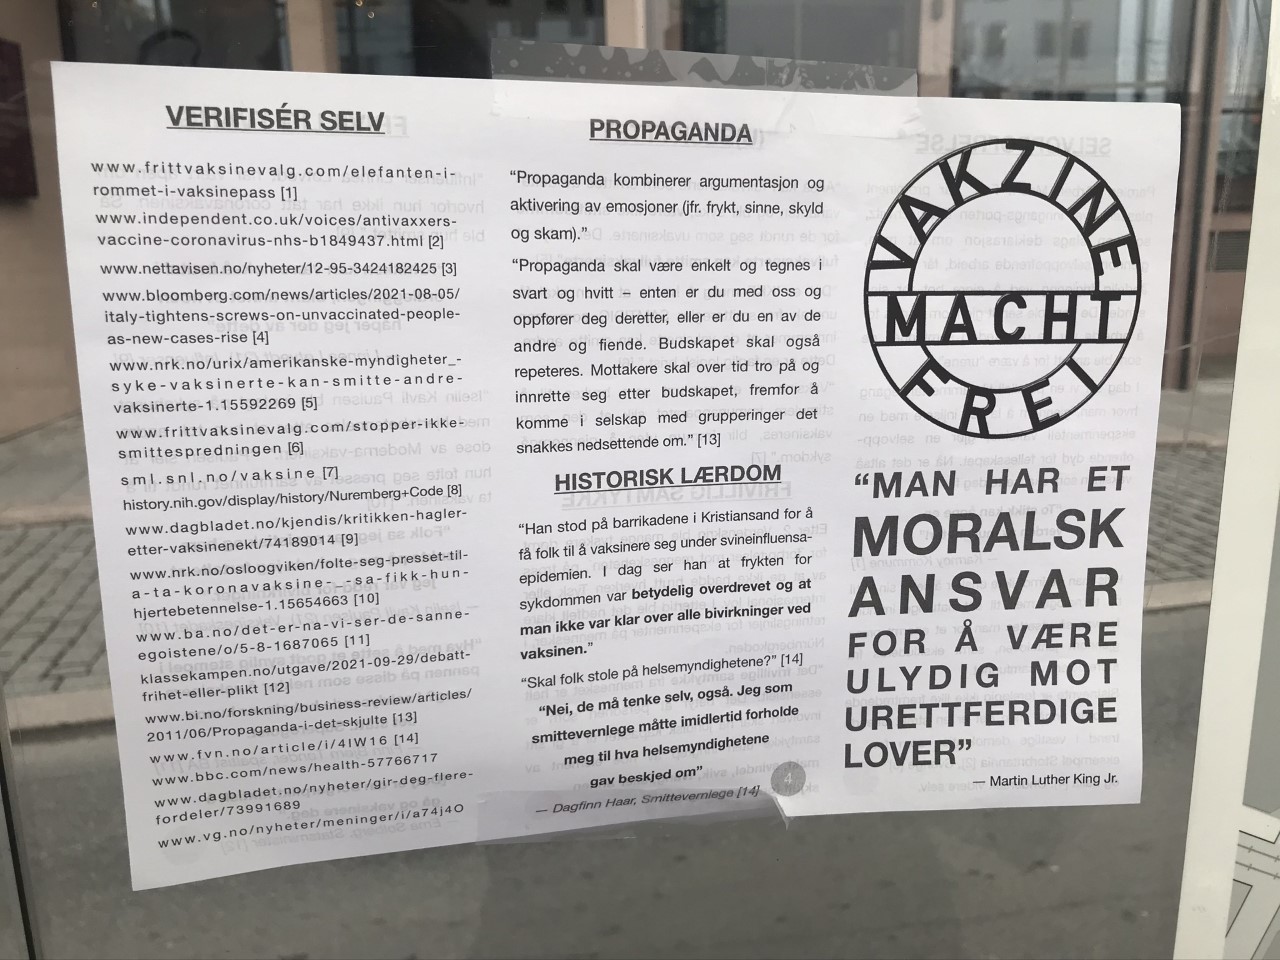 VERIFISÉR SELV
www.frittvaksinevalg.com/elefanten-i-
rommet-i-vaksinepass [1]
www.independent.co.uk/voices/antivaxxers-
vaccine-coronavirus-nhs-b1849437.html [2]
www.nettavisen.no/nyheter/12-95-3424182425 [3]
www.bloomberg.com/news/articles/2021-08-05/
italy-tightens-screws-on-unvaccinated-people-
as-new-cases-rise [4]
www.nrk.no/urix/amerikanske-myndigheter_-
syke-vaksinerte-kan-smitte-andre-
vaksinerte-1.15592269 [5]
www.frittvaksinevalg.com/stopper-ikke-
smittespredningen [6]
sml.snl.no/vaksine [7]
history.nih.gov/display/history/Nuremberg+Code [8]
www.dagbladet.no/kjendis/kritikken-hagler-
etter-vaksinenekt/74189014 [9]
www.nrk.no/osloogviken/folte-seg-presset-til-
a-ta-koronavaksine-_-sa-fikk-hun-
hjertebetennelse-1.15654663 [10]
www.ba.no/det-er-na-vi-ser-de-sanne-
egoistene/o/5-8-1687065 [11]
klassekampen.no/utgave/2021-09-29/debatt-
frihet-eller-plikt [12]
www.bi.no/forskning/business-review/articles/
2011/06/Propaganda-i-det-skjulte [13]
www.fvn.no/article/i/4IW16 [14]
www.bbc.com/news/health-57766717
www.dagbladet.no/nyheter/gir-deg-flere-
fordeler/73991689
www.vg.no/nyheter/meninger/i/a74j4O
PROPAGANDA
“Propaganda kombinerer argumentasjon og
aktivering av emosjoner (jfr. frykt, sinne, skyld
og skam).”
“Propaganda skal være enkelt og tegnes i
svart og hvitt – enten er du med oss og
oppfører deg deretter, eller er du en av de
andre og fiende. Budskapet skal også
repeteres. Mottakere skal over tid tro på og
innrette seg etter budskapet, fremfor å
komme i selskap med grupperinger det
snakkes nedsettende om.” [13]
HISTORISK LÆRDOM
“Han stod på barrikadene i Kristiansand for å
få folk til å vaksinere seg under svineinfluensa-
epidemien. I dag ser han at frykten for
sykdommen var betydelig overdrevet og at
man ikke var klar over alle bivirkninger ved
vaksinen.”
“Skal folk stole på helsemyndighetene?” [14]
“Nei, de må tenke selv, også. Jeg som
smittevernlege måtte imidlertid forholde
meg til hva helsemyndighetene
gav beskjed om”
— Dagfinn Haar, Smittevernlege [14]
4
VAKZINE
MACHT
FREI
“MAN HAR ET
MORALSK
ANSVAR
FOR Å VÆRE
ULYDIG MOT
URETTFERDIGE
LOVER”
— Martin Luther King Jr.